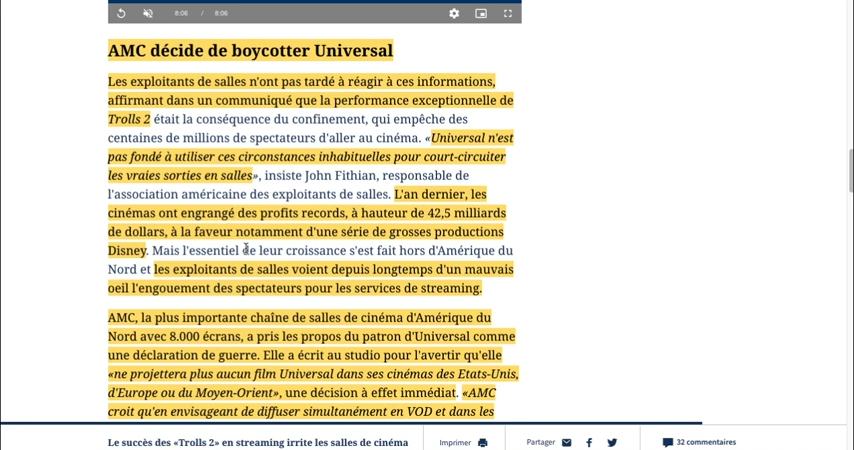 8:06 / 8:06
AMC décide de boycotter Universal
Les exploitants de salles n'ont pas tardé à réagir à ces informations,
affirmant dans un communiqué que la performance exceptionnelle de
Trolls 2 était la conséquence du confinement, qui empêche des
centaines de millions de spectateurs d'aller au cinéma. «Universal n'est
pas fondé à utiliser ces circonstances inhabituelles pour court-circuiter
les vraies sorties en salles», insiste John Fithian, responsable de
l'association américaine des exploitants de salles. L'an dernier, les
cinémas ont engrangé des profits records, à hauteur de 42,5 milliards
de dollars, à la faveur notamment d'une série de grosses productions
Disney. Mais l'essentiel de leur croissance s'est fait hors d'Amérique du
Nord et les exploitants de salles voient depuis longtemps d'un mauvais
oeil l'engouement des spectateurs pour les services de streaming.
AMC, la plus importante chaîne de salles de cinéma d'Amérique du
Nord avec 8.000 écrans, a pris les propos du patron d'Universal comme
une déclaration de guerre. Elle a écrit au studio pour l'avertir qu'elle
«ne projettera plus aucun film Universal dans ses cinémas des Etats-Unis,
d'Europe ou du Moyen-Orient», une décision à effet immédiat. «AMC
croit qu'en envisageant de diffuser simultanément en VOD et dans les
Le succès des «Trolls 2» en streaming irrite les salles de cinéma
Imprimer
Partager
32 commentaires